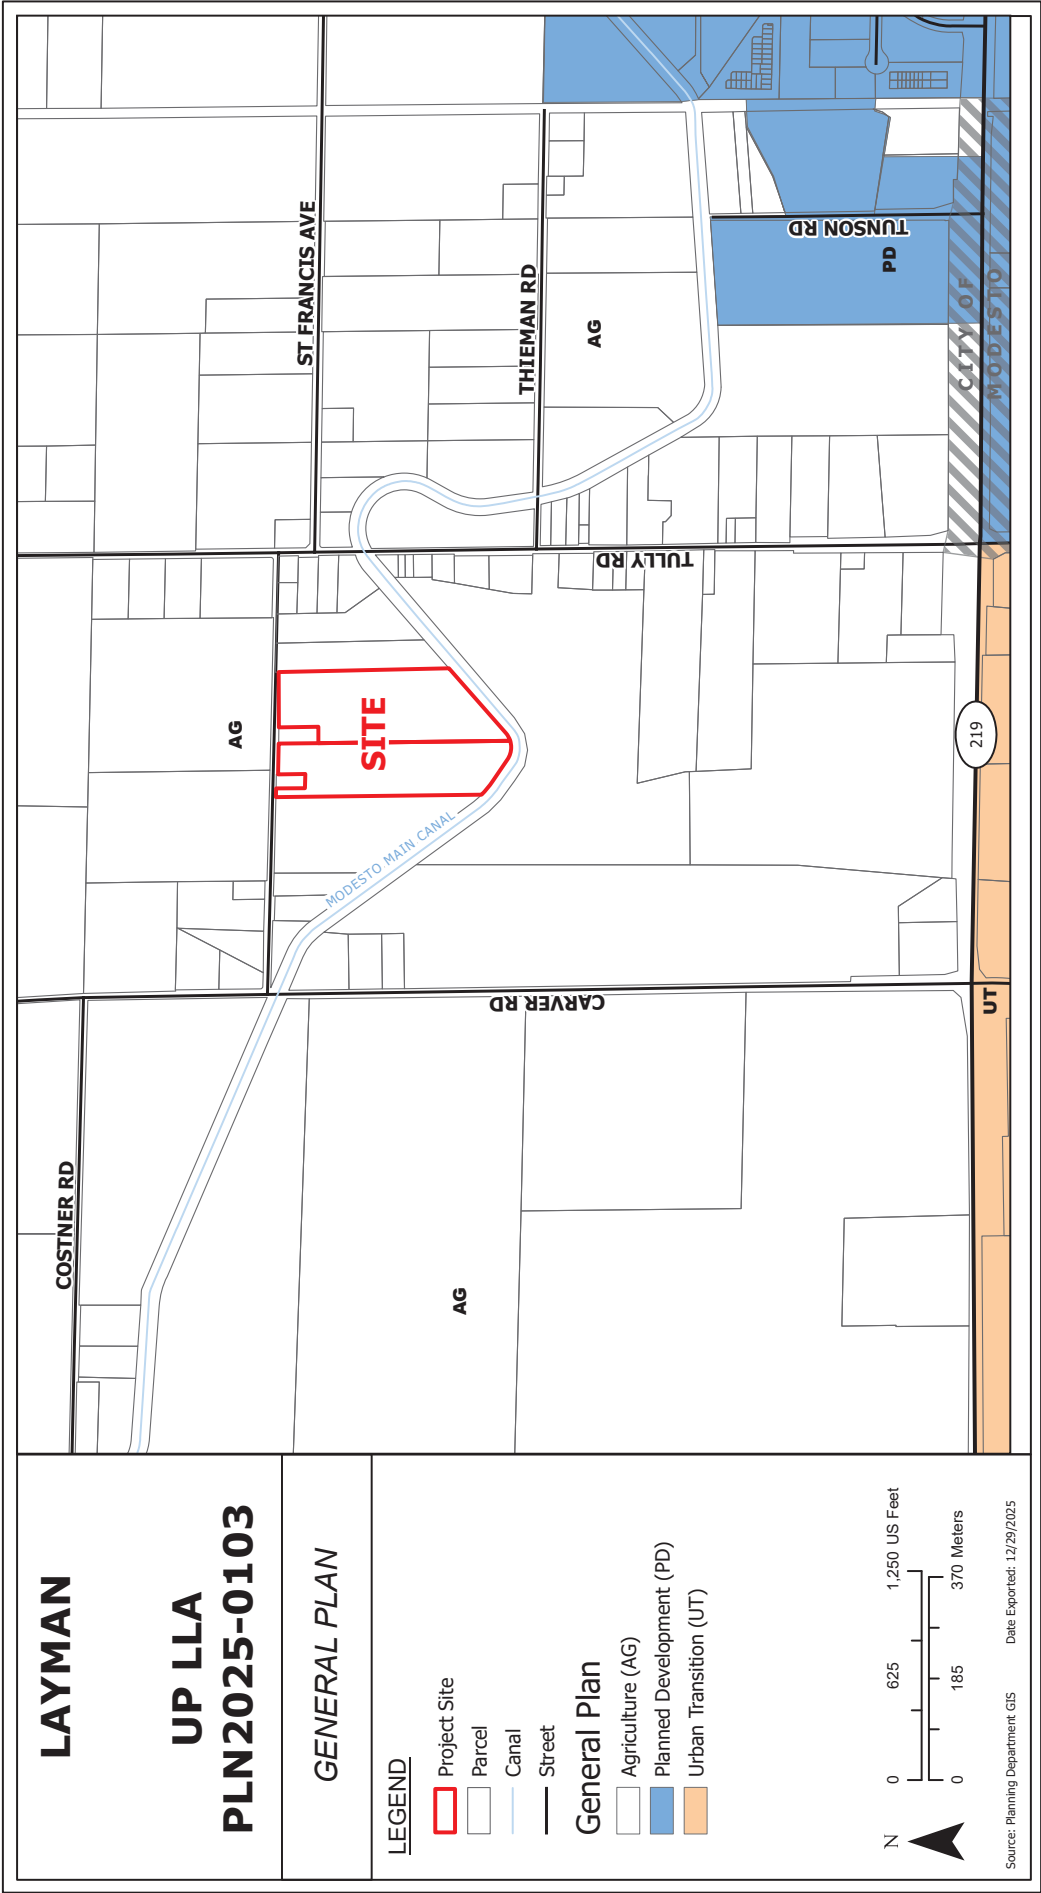 LAYMAN
UP LLA
PLN2025-0103
GENERAL PLAN
LEGEND
Project Site
Parcel
Canal
Street
General Plan
Agriculture (AG)
Planned Development (PD)
Urban Transition (UT)
N
0 625 1,250 US Feet
0 185 370 Meters
Source: Planning Department GIS Date Exported: 12/29/2025
COSTNER RD
AG
CARVER RD
UT
MODESTO MAIN CANAL
AG
SITE
219
TULLY RD
ST FRANCIS AVE
THIEMAN RD
AG
TUNSON RD
PD
CITY OF
MODESTO